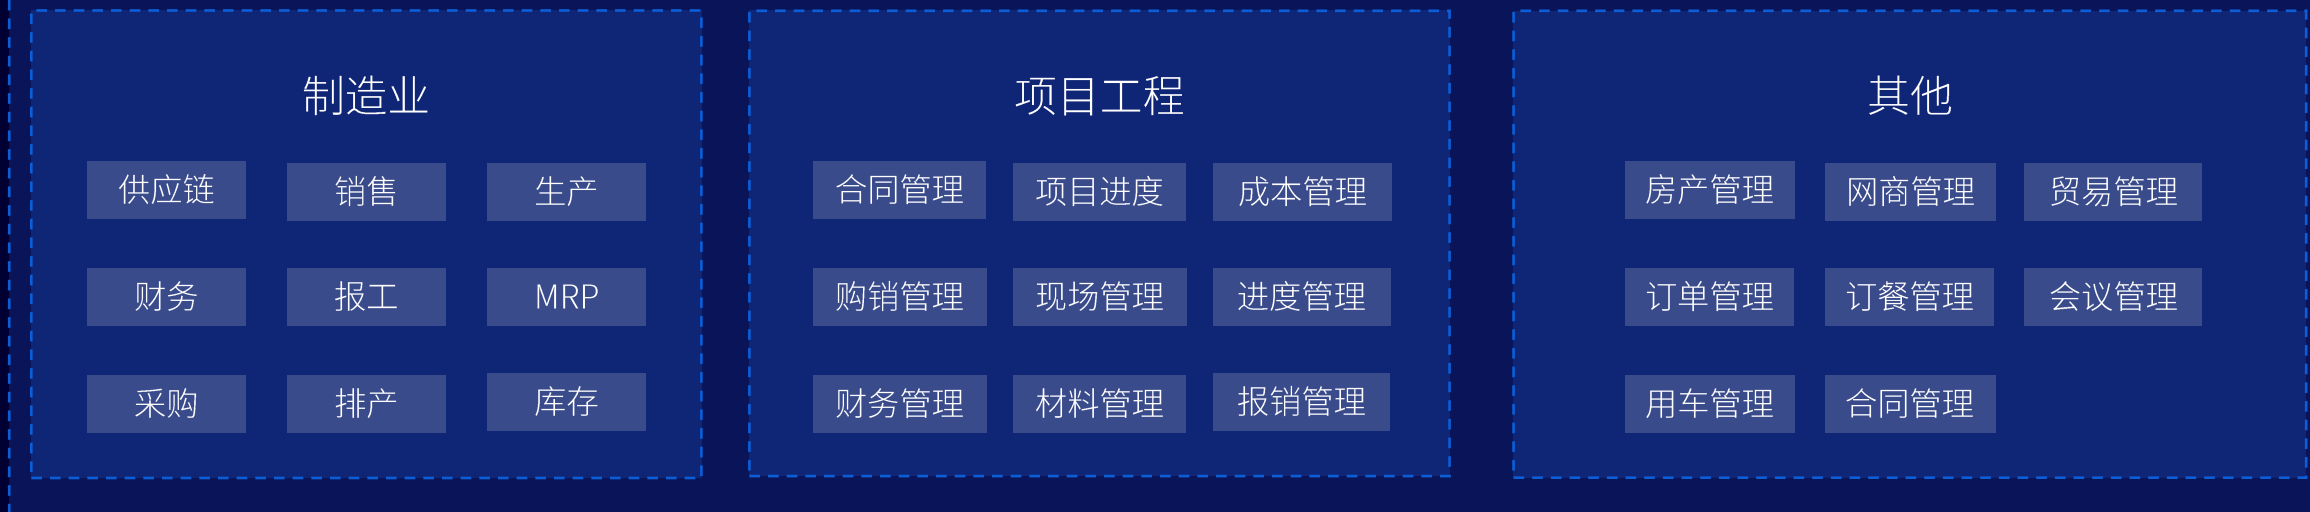 制造业
供应链 销售 生产
财务 报工 MRP
采购 排产 库存
项目工程
合同管理 项目进度 成本管理
购销管理 现场管理 进度管理
财务管理 材料管理 报销管理
其他
房产管理 网商管理 贸易管理
订单管理 订餐管理 会议管理
用车管理 合同管理